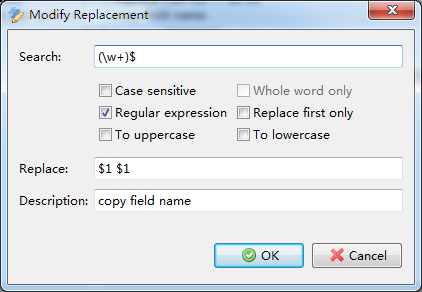 Modify Replacement
Search: (\w+)$
Case sensitive Whole word only
Regular expression Replace first only
To uppercase To lowercase
Replace: $1 $1
Description: copy field name
OK Cancel